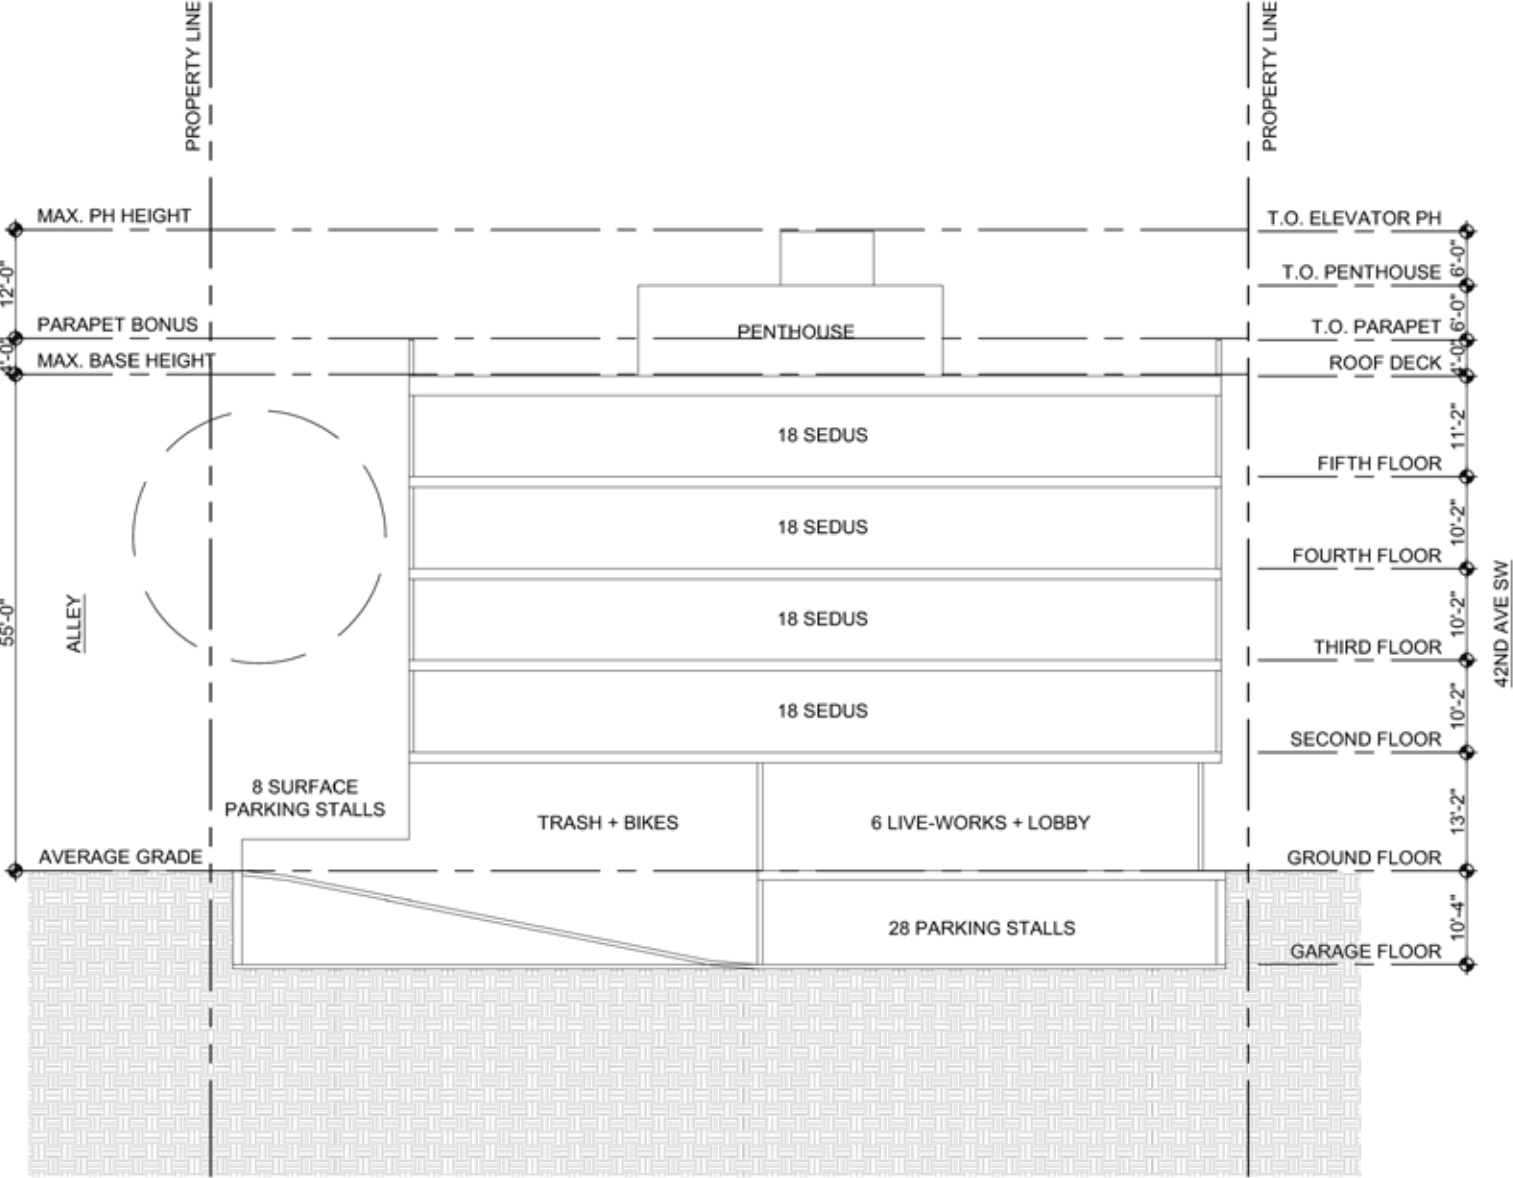 PROPERTY LINE
PROPERTY LINE
MAX. PH HEIGHT
T.O. ELEVATOR PH
12'-0"
6'-0"
T.O. PENTHOUSE
PARAPET BONUS
PENTHOUSE
6'-0"
T.O. PARAPET
4'-0"
MAX. BASE HEIGHT
4'-0"
ROOF DECK
18 SEDUS
11'-2"
FIFTH FLOOR
18 SEDUS
10'-2"
FOURTH FLOOR
55'-0"
ALLEY
18 SEDUS
10'-2"
42ND AVE SW
THIRD FLOOR
18 SEDUS
10'-2"
SECOND FLOOR
8 SURFACE
PARKING STALLS
TRASH + BIKES
6 LIVE-WORKS + LOBBY
13'-2"
AVERAGE GRADE
GROUND FLOOR
28 PARKING STALLS
10'-4"
GARAGE FLOOR